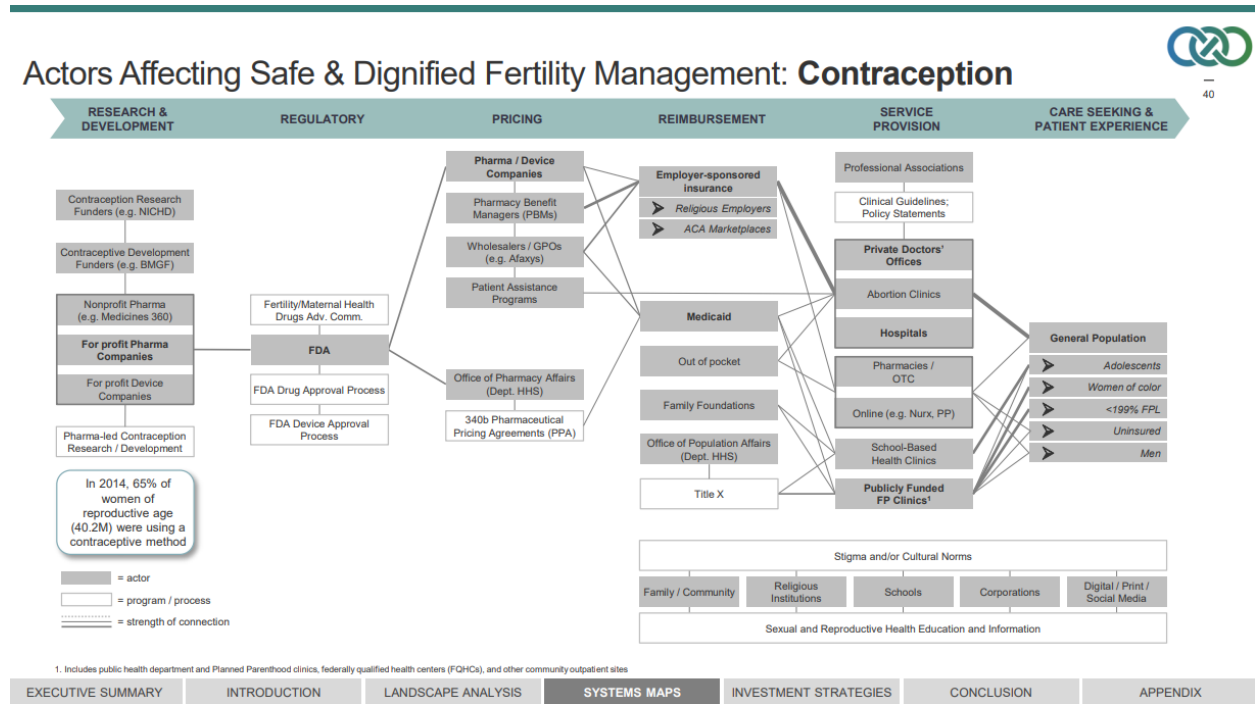 Actors Affecting Safe & Dignified Fertility Management: Contraception
40
RESEARCH &
DEVELOPMENT
REGULATORY
PRICING
REIMBURSEMENT
SERVICE
PROVISION
CARE SEEKING &
PATIENT EXPERIENCE
Contraception Research
Funders (e.g. NICHD)
Contraceptive Development
Funders (e.g. BMGF)
Nonprofit Pharma
(e.g. Medicines 360)
For profit Pharma
Companies
For profit Device
Companies
Pharma-led Contraception
Research / Development
Fertility/Maternal Health
Drugs Adv. Comm.
FDA
FDA Drug Approval Process
FDA Device Approval
Process
Pharma / Device
Companies
Pharmacy Benefit
Managers (PBMs)
Wholesalers / GPOs
(e.g. Afaxys)
Patient Assistance
Programs
Office of Pharmacy Affairs
(Dept. HHS)
340b Pharmaceutical
Pricing Agreements (PPA)
Employer-sponsored
insurance
Religious Employers
ACA Marketplaces
Medicaid
Out of pocket
Family Foundations
Office of Population Affairs
(Dept. HHS)
Title X
Professional Associations
Clinical Guidelines;
Policy Statements
Private Doctors'
Offices
Abortion Clinics
Hospitals
Pharmacies /
OTC
Online (e.g. Nurx, PP)
School-Based
Health Clinics
Publicly Funded
FP Clinics¹
General Population
Adolescents
Women of color
<199% FPL
Uninsured
Men
In 2014, 65% of
women of
reproductive age
(40.2M) were using a
contraceptive method
= actor
= program / process
= strength of connection
Stigma and/or Cultural Norms
Family / Community
Religious
Institutions
Schools
Corporations
Digital / Print /
Social Media
Sexual and Reproductive Health Education and Information
1. Includes public health department and Planned Parenthood clinics, federally qualified health centers (FQHCs), and other community outpatient sites
EXECUTIVE SUMMARY
INTRODUCTION
LANDSCAPE ANALYSIS
SYSTEMS MAPS
INVESTMENT STRATEGIES
CONCLUSION
APPENDIX